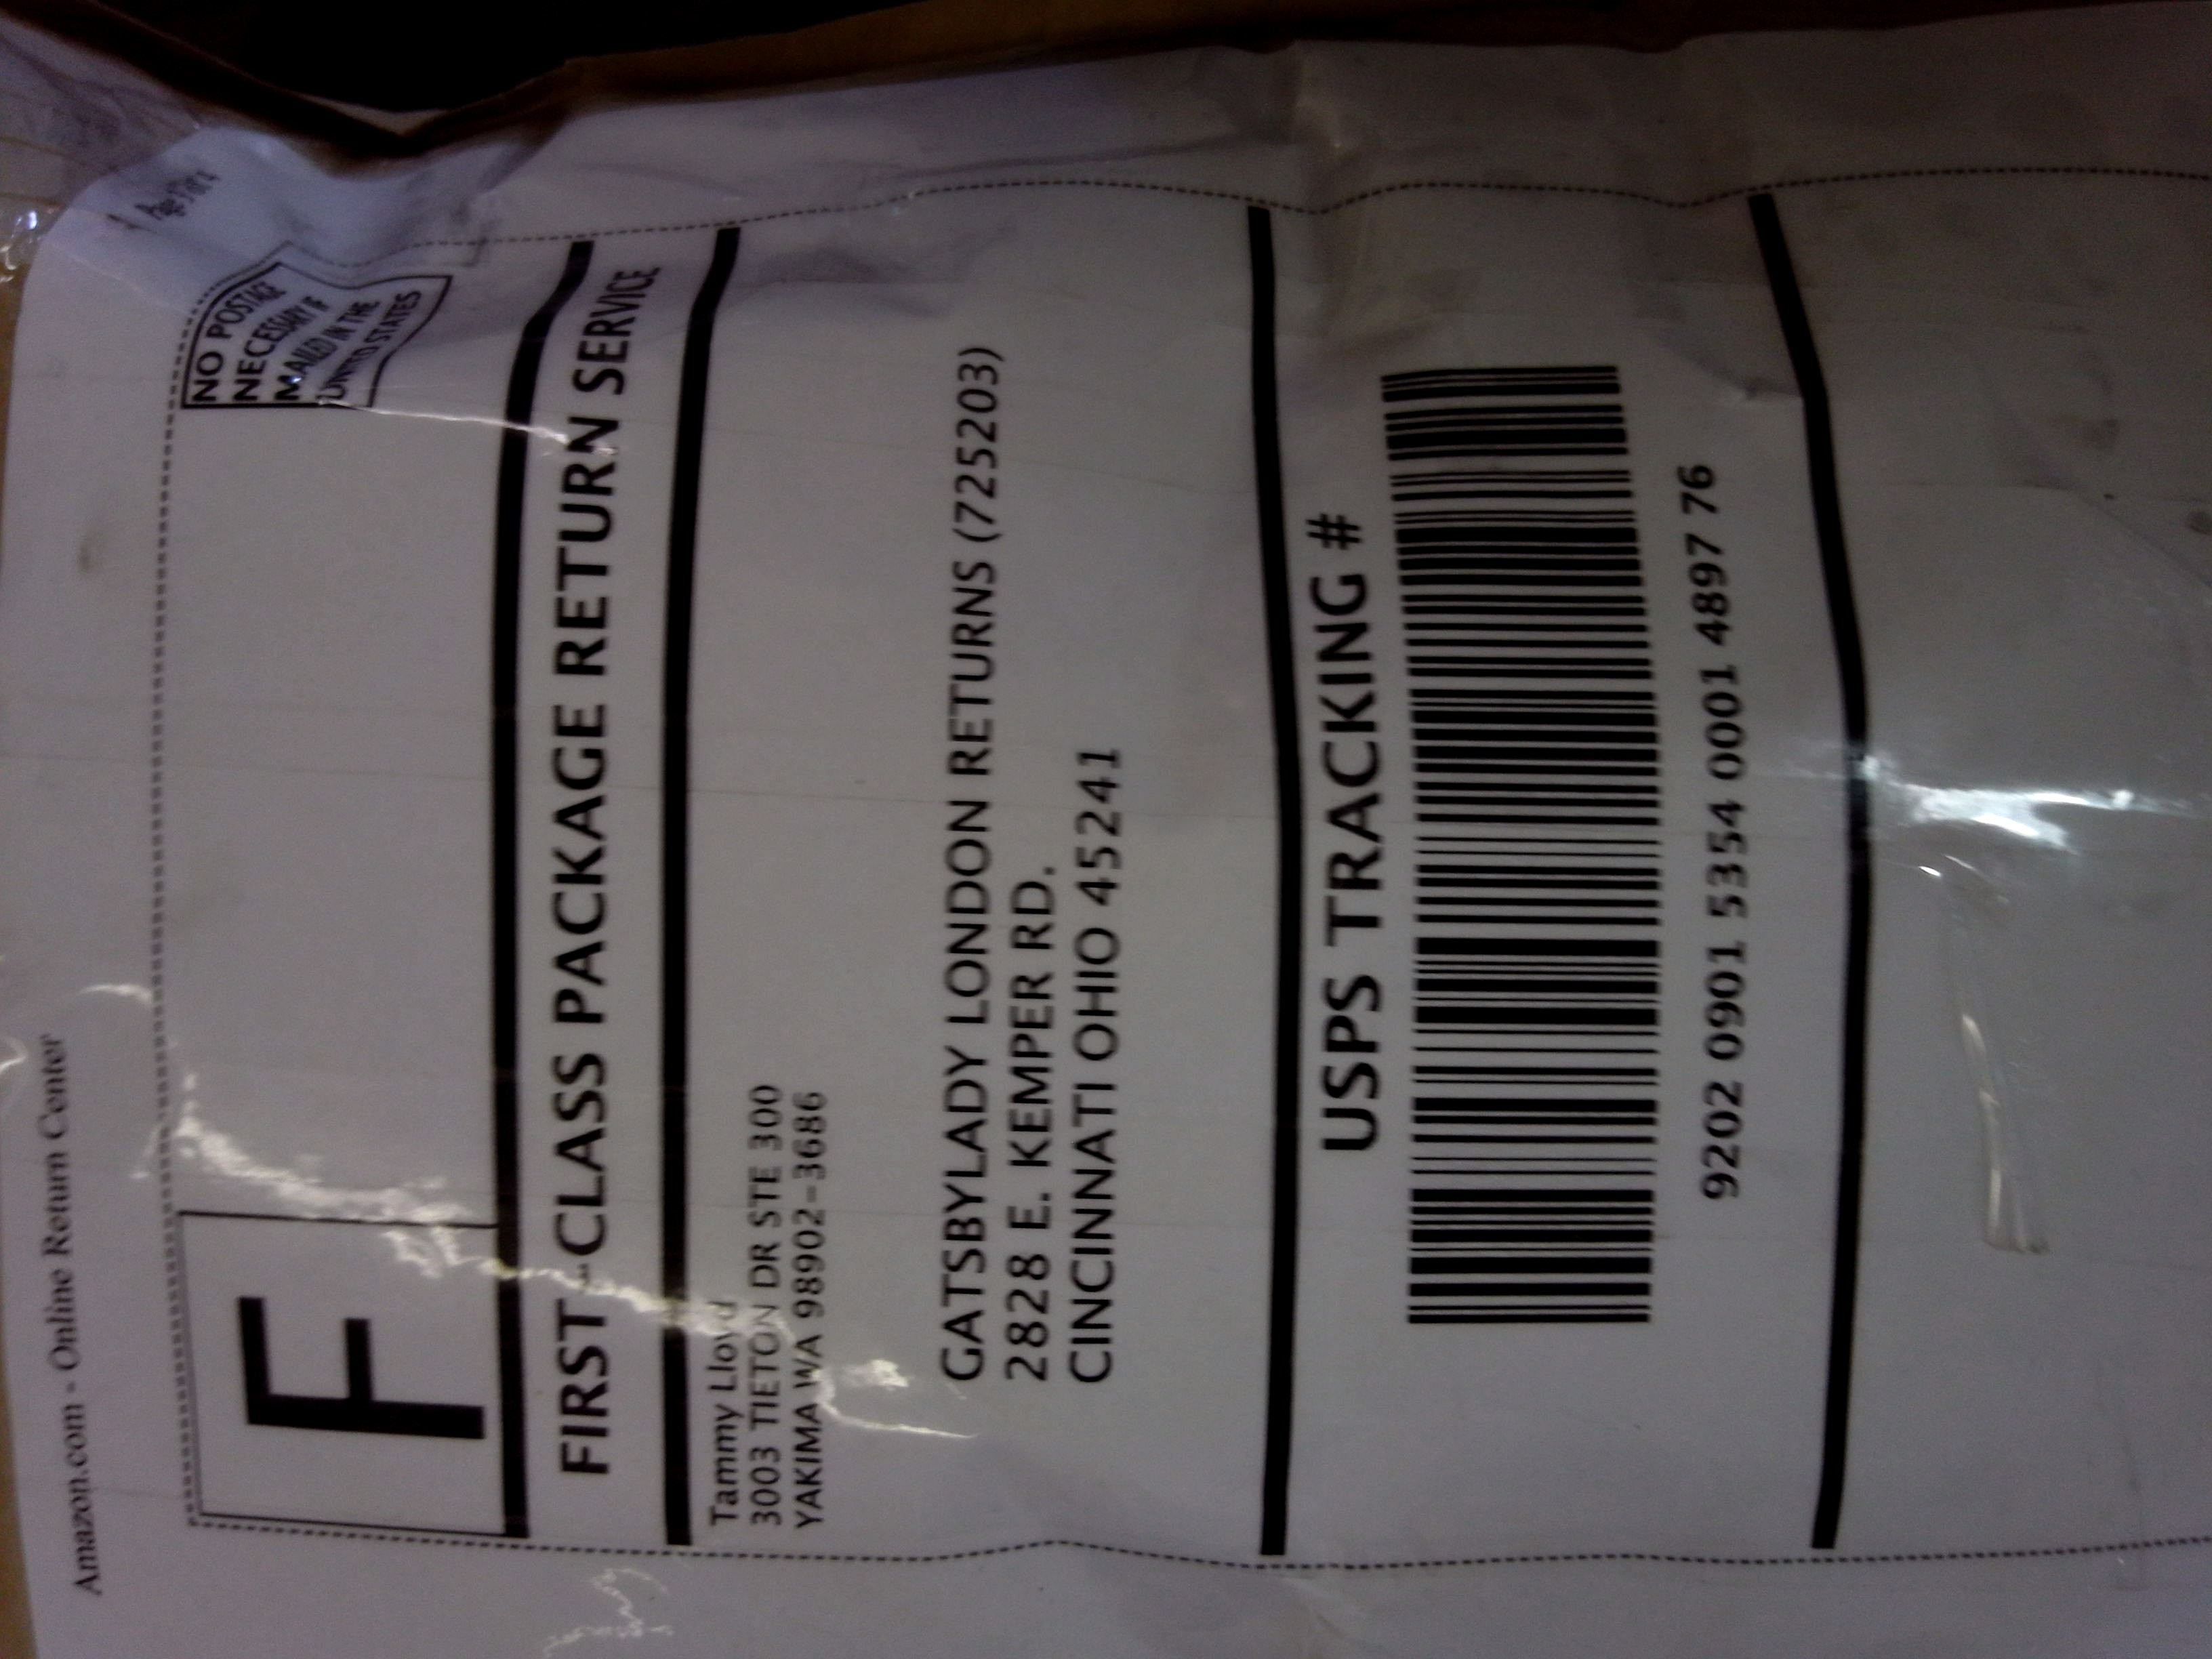 Amazon.com - Online Return Center
F
NO POSTAGE
NECESSARY IF
MAILED IN THE
UNITED STATES
FIRST-CLASS PACKAGE RETURN SERVICE
Tammy Lloyd
3003 TIETON DR STE 300
YAKIMA WA 98902-3686
GATSBYLADY LONDON RETURNS (725203)
2828 E. KEMPER RD.
CINCINNATI OHIO 45241
USPS TRACKING #
9202 0901 5354 0001 4897 76